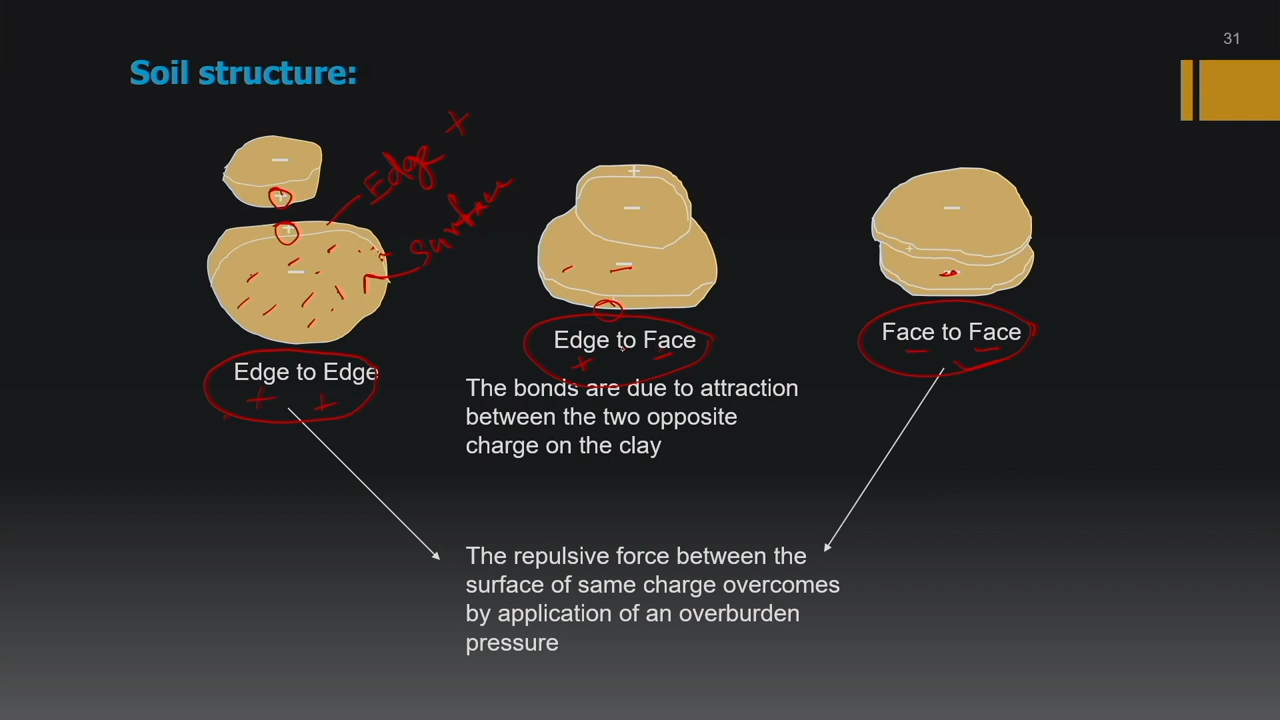 31
Soil structure:
Edge +
Surface
Edge to Edge
+ +
Edge to Face
+ -
Face to Face
- -
The bonds are due to attraction
between the two opposite
charge on the clay
The repulsive force between the
surface of same charge overcomes
by application of an overburden
pressure